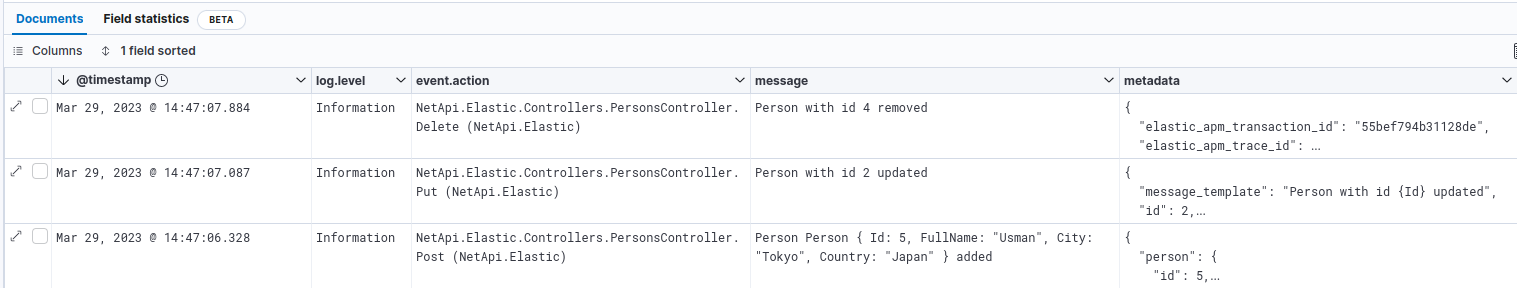 Documents Field statistics BETA
Columns 1 field sorted
@timestamp log.level event.action message metadata
Mar 29, 2023 @ 14:47:07.884 Information NetApi.Elastic.Controllers.PersonsController. Person with id 4 removed {
Delete (NetApi.Elastic) "elastic_apm_transaction_id": "55bef794b31128de",
"elastic_apm_trace_id": ...
Mar 29, 2023 @ 14:47:07.087 Information NetApi.Elastic.Controllers.PersonsController. Person with id 2 updated {
Put (NetApi.Elastic) "message_template": "Person with id {Id} updated",
"id": 2,...
Mar 29, 2023 @ 14:47:06.328 Information NetApi.Elastic.Controllers.PersonsController. Person Person { Id: 5, FullName: "Usman", City: {
Post (NetApi.Elastic) "Tokyo", Country: "Japan" } added "person": {
"id": 5,...